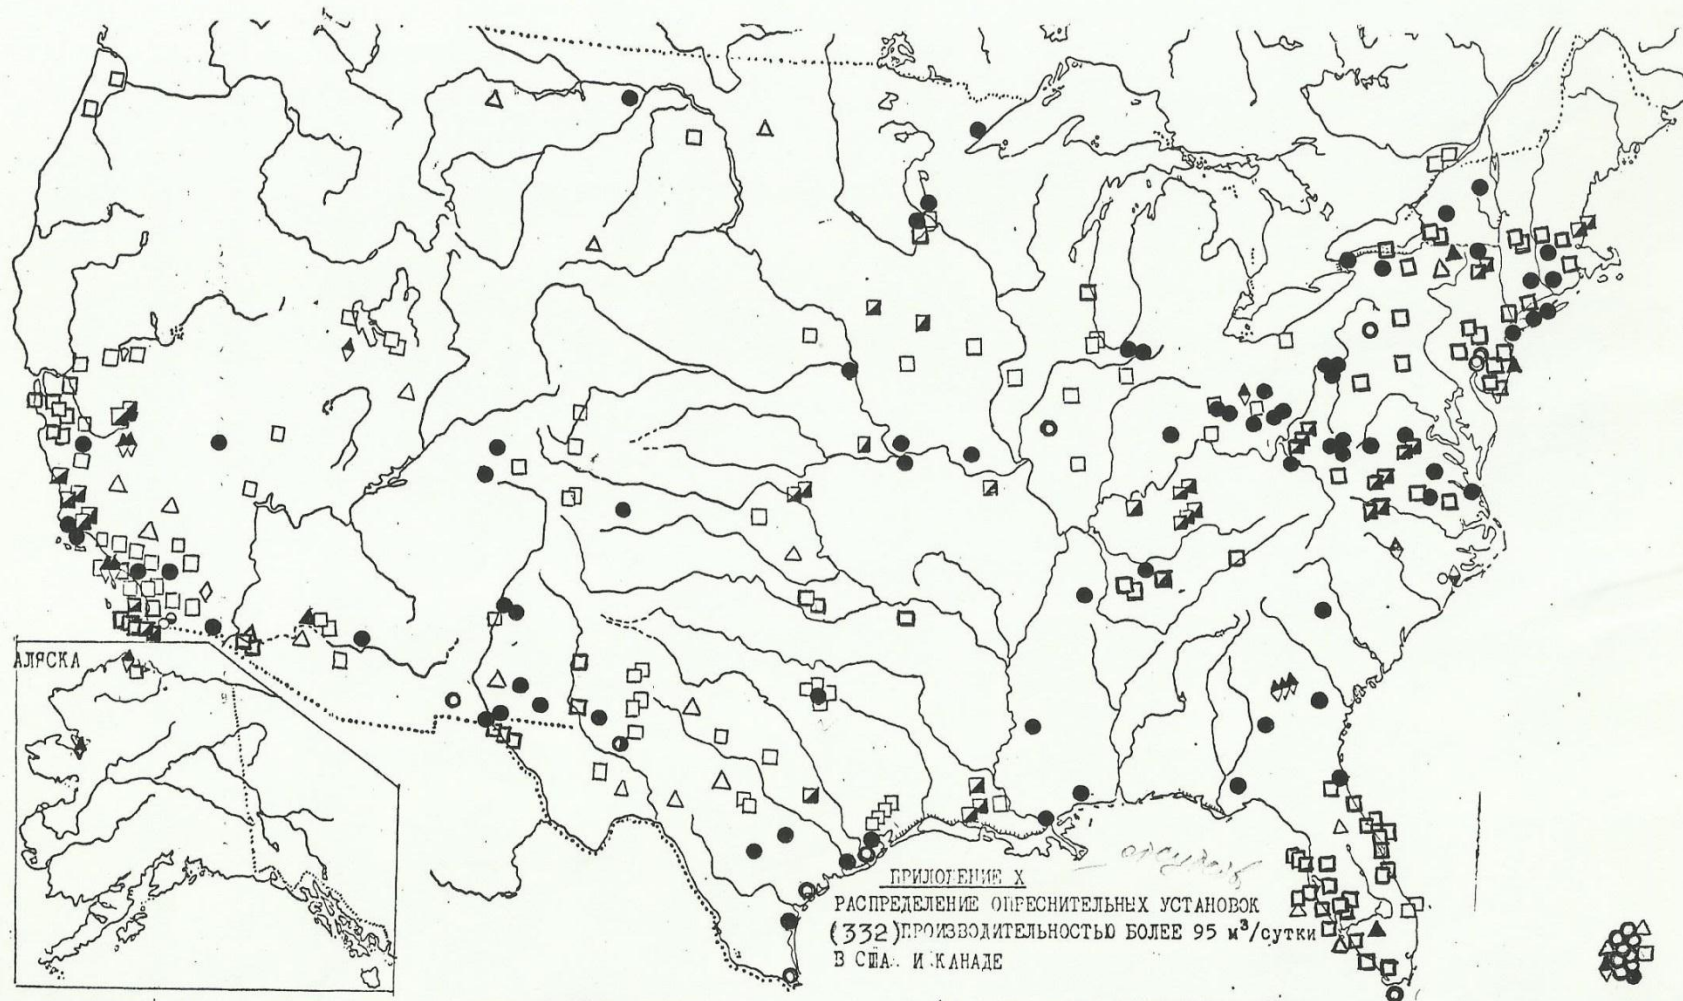 АЛЯСКА
ПРИЛОЖЕНИЕ X
РАСПРЕДЕЛЕНИЕ ОПРЕСНИТЕЛЬНЫХ УСТАНОВОК
(332) ПРОИЗВОДИТЕЛЬНОСТЬЮ БОЛЕЕ 95 м³/сутки
В США И КАНАДЕ